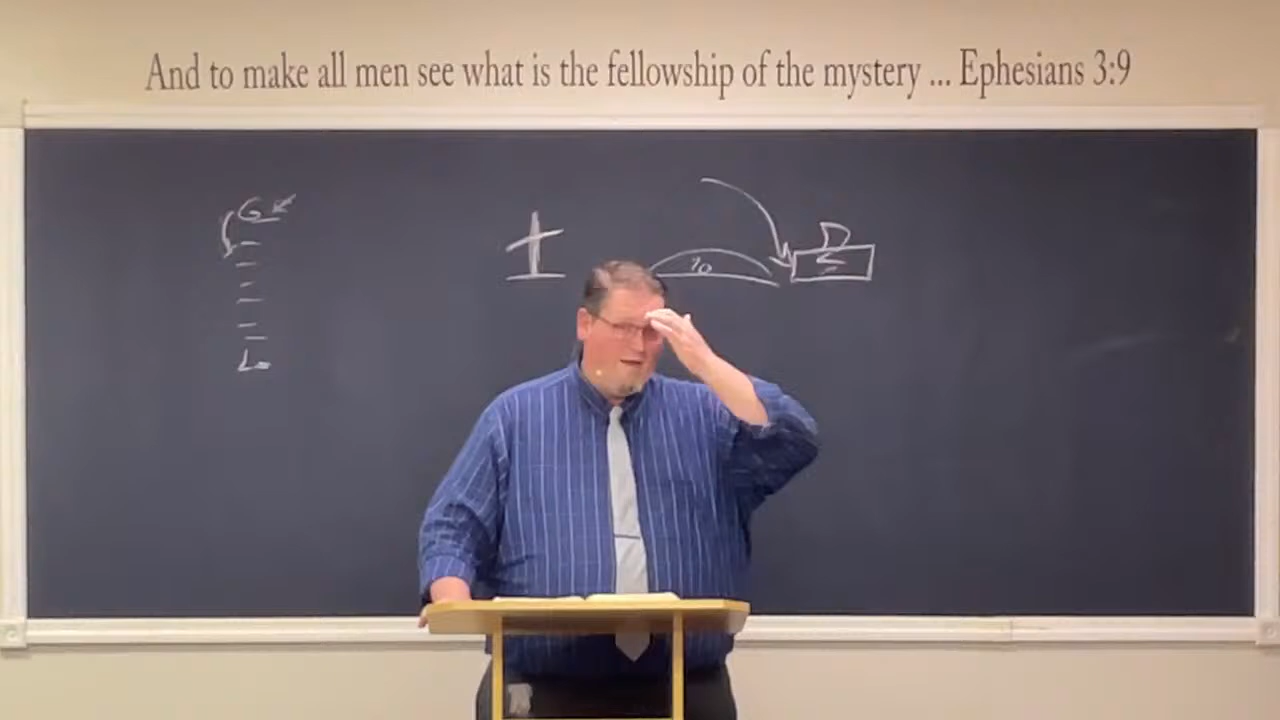 And to make all men see what is the fellowship of the mystery ... Ephesians 3:9
G
L